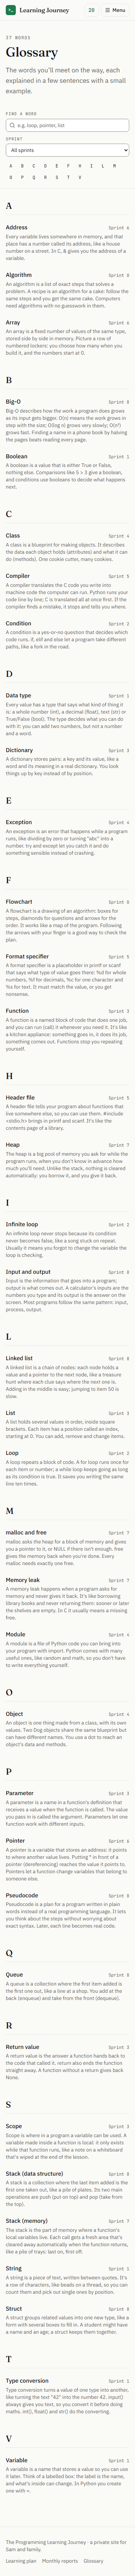 >_ Learning Journey 20 ☰ Menu
37 WORDS
Glossary
The words you'll meet on the way, each
explained in a few sentences with a small
example.
FIND A WORD
e.g. loop, pointer, list
SPRINT
All sprints
A B C D E F H I L M
O P Q R S T V
A
Address Sprint 6
Every variable lives somewhere in memory, and that
place has a number called its address, like a house
number on a street. In C, & gives you the variable's
address.
Algorithm Sprint 0
An algorithm is a list of exact steps that solves a
problem. A recipe is an algorithm for a cake: follow the
same steps and you get the same cake. Computers
need algorithms with no guesswork in them.
Array Sprint 6
An array is a fixed number of values of the same type,
stored side by side in memory. Picture a row of
numbered lockers: you choose how many when you
build it, and the numbers start at 0.
B
Big-O Sprint 8
Big-O describes how the work a program does grows
as its input gets bigger. O(n) means the work grows in
step with the size; O(log n) grows very slowly; O(n²)
grows fast. Finding a name in a phone book by halving
the pages beats reading every page.
Boolean Sprint 1
A boolean is a value that is either True or False,
nothing else. Comparisons like 5 > 3 give a boolean,
and conditions use booleans to decide what happens
next.
C
Class Sprint 4
A class is a blueprint for making objects. It describes
the data each object holds (attributes) and what it can
do (methods). One cookie cutter, many cookies.
Compiler Sprint 5
A compiler translates the C code you write into
machine code the computer can run. Python runs your
code line by line; C is translated all at once first. If the
compiler finds a mistake, it stops and tells you where.
Condition Sprint 2
A condition is a yes-or-no question that decides which
code runs. if, elif and else let a program take different
paths, like a fork in the road.
D
Data type Sprint 1
Every value has a type that says what kind of thing it
is: a whole number (int), a decimal (float), text (str) or
True/False (bool). The type decides what you can do
with it: you can add two numbers, but not a number
and a word.
Dictionary Sprint 3
A dictionary stores pairs: a key and its value, like a
word and its meaning in a real dictionary. You look
things up by key instead of by position.
E
Exception Sprint 4
An exception is an error that happens while a program
runs, like dividing by zero or turning "abc" into a
number. try and except let you catch it and do
something sensible instead of crashing.
F
Flowchart Sprint 0
A flowchart is a drawing of an algorithm: boxes for
steps, diamonds for questions and arrows for the
order. It works like a map of the program. Following
the arrows with your finger is a good way to check the
plan.
Format specifier Sprint 5
A format specifier is a placeholder in printf or scanf
that says what type of value goes there: %d for whole
numbers, %f for decimals, %c for one character and
%s for text. It must match the value, or you get
nonsense.
Function Sprint 3
A function is a named block of code that does one job,
and you can run (call) it whenever you need it. It's like
a kitchen appliance: something goes in, it does its job,
something comes out. Functions stop you repeating
yourself.
H
Header file Sprint 5
A header file tells your program about functions that
live somewhere else, so you can use them. #include
<stdio.h> brings in printf and scanf. It's like the
contents page of a library.
Heap Sprint 7
The heap is a big pool of memory you ask for while the
program runs, when you don't know in advance how
much you'll need. Unlike the stack, nothing is cleared
automatically: you borrow it, and you give it back.
I
Infinite loop Sprint 2
An infinite loop never stops because its condition
never becomes false, like a song stuck on repeat.
Usually it means you forgot to change the variable the
loop is checking.
Input and output Sprint 0
Input is the information that goes into a program;
output is what comes out. A calculator's inputs are the
numbers you type and its output is the answer on the
screen. Most programs follow the same pattern: input,
process, output.
L
Linked list Sprint 8
A linked list is a chain of nodes: each node holds a
value and a pointer to the next node, like a treasure
hunt where each clue says where the next one is.
Adding in the middle is easy; jumping to item 50 is
slow.
List Sprint 3
A list holds several values in order, inside square
brackets. Each item has a position called an index,
starting at 0. You can add, remove and change items.
Loop Sprint 2
A loop repeats a block of code. A for loop runs once for
each item or number; a while loop keeps going as long
as its condition is true. It saves you writing the same
line ten times.
M
malloc and free Sprint 7
malloc asks the heap for a block of memory and gives
you a pointer to it, or NULL if there isn't enough. free
gives the memory back when you're done. Every
malloc needs exactly one free.
Memory leak Sprint 7
A memory leak happens when a program asks for
memory and never gives it back. It's like borrowing
library books and never returning them: sooner or later
the shelves are empty. In C it usually means a missing
free.
Module Sprint 4
A module is a file of Python code you can bring into
your program with import. Python comes with many
useful ones, like random and math, so you don't have
to write everything yourself.
O
Object Sprint 4
An object is one thing made from a class, with its own
values. Two Dog objects share the same blueprint but
can have different names. You use a dot to reach an
object's data and methods.
P
Parameter Sprint 3
A parameter is a name in a function's definition that
receives a value when the function is called. The value
you pass in is called the argument. Parameters let one
function work with different inputs.
Pointer Sprint 6
A pointer is a variable that stores an address: it points
to where another value lives. Putting * in front of a
pointer (dereferencing) reaches the value it points to.
Pointers let a function change variables that belong to
someone else.
Pseudocode Sprint 0
Pseudocode is a plan for a program written in plain
words instead of a real programming language. It lets
you think about the steps without worrying about
exact syntax. Later, each line becomes real code.
Q
Queue Sprint 8
A queue is a collection where the first item added is
the first one out, like a line at a shop. You add at the
back (enqueue) and take from the front (dequeue).
R
Return value Sprint 3
A return value is the answer a function hands back to
the code that called it. return also ends the function
straight away. A function without a return gives back
None.
S
Scope Sprint 3
Scope is where in a program a variable can be used. A
variable made inside a function is local: it only exists
while that function runs, like a note on a whiteboard
that's wiped at the end of the lesson.
Stack (data structure) Sprint 8
A stack is a collection where the last item added is the
first one taken out, like a pile of plates. Its two main
operations are push (put on top) and pop (take from
the top).
Stack (memory) Sprint 7
The stack is the part of memory where a function's
local variables live. Each call gets a fresh area that's
cleared away automatically when the function returns,
like a pile of trays: last on, first off.
String Sprint 1
A string is a piece of text, written between quotes. It's
a row of characters, like beads on a thread, so you can
count them and pick out single ones by position.
Struct Sprint 8
A struct groups related values into one new type, like a
form with several boxes to fill in. A student might have
a name and an age; a struct keeps them together.
T
Type conversion Sprint 1
Type conversion turns a value of one type into another,
like turning the text "42" into the number 42. input()
always gives you text, so you convert it before doing
maths. int(), float() and str() do the converting.
V
Variable Sprint 1
A variable is a name that stores a value so you can use
it later. Think of a labelled box: the label is the name,
and what's inside can change. In Python you create
one with =.
The Programming Learning Journey · a private site for
Sam and family.
Learning plan Monthly reports Glossary